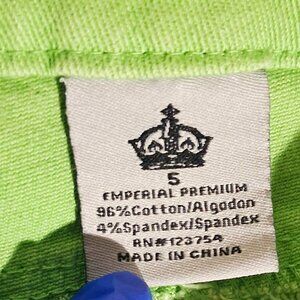 5
EMPERIAL PREMIUM
96%Cotton/Algodon
4%Spandex/Spandex
RN#123754
MADE IN CHINA